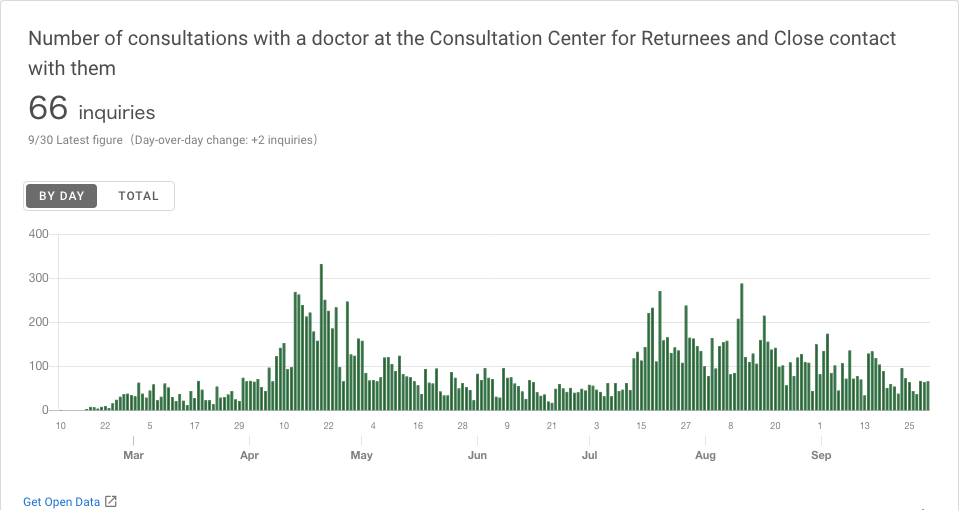 Number of consultations with a doctor at the Consultation Center for Returnees and Close contact
with them
66 inquiries
9/30 Latest figure（Day-over-day change: +2 inquiries）
BY DAY TOTAL
400
300
200
100
0
10 22 5 17 29 10 22 4 16 28 9 21 3 15 27 8 20 1 13 25
Mar Apr May Jun Jul Aug Sep
Get Open Data